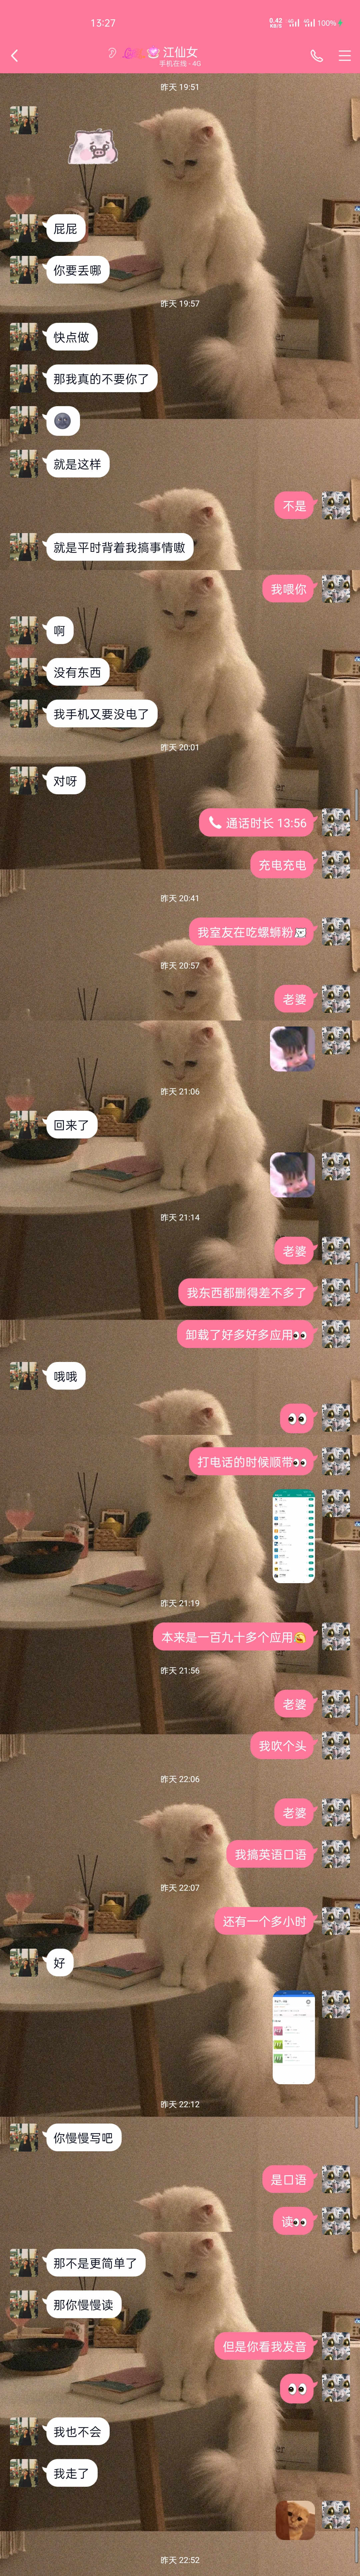 13:27
0.42 KB/S 4G 4G 100%
江仙女
手机在线 - 4G
昨天 19:51
屁屁
你要丢哪
昨天 19:57
快点做
那我真的不要你了
就是这样
不是
就是平时背着我搞事情嗷
我喂你
啊
没有东西
我手机又要没电了
昨天 20:01
对呀
通话时长 13:56
充电充电
昨天 20:41
我室友在吃螺蛳粉
昨天 20:57
老婆
昨天 21:06
回来了
昨天 21:14
老婆
我东西都删得差不多了
卸载了好多好多应用👀
哦哦
👀
打电话的时候顺带👀
昨天 21:19
本来是一百九十多个应用
昨天 21:56
老婆
我吹个头
昨天 22:06
老婆
我搞英语口语
昨天 22:07
还有一个多小时
好
昨天 22:12
你慢慢写吧
是口语
读👀
那不是更简单了
那你慢慢读
但是你看我发音
👀
我也不会
我走了
昨天 22:52